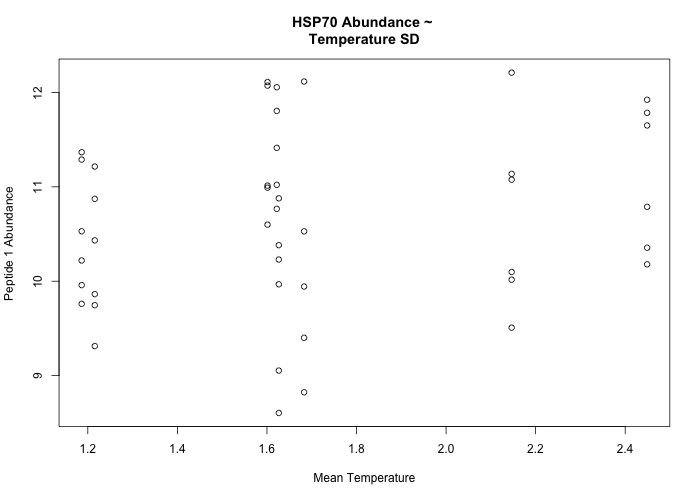 HSP70 Abundance ~
Temperature SD
12
11
10
9
Peptide 1 Abundance
1.2 1.4 1.6 1.8 2.0 2.2 2.4
Mean Temperature